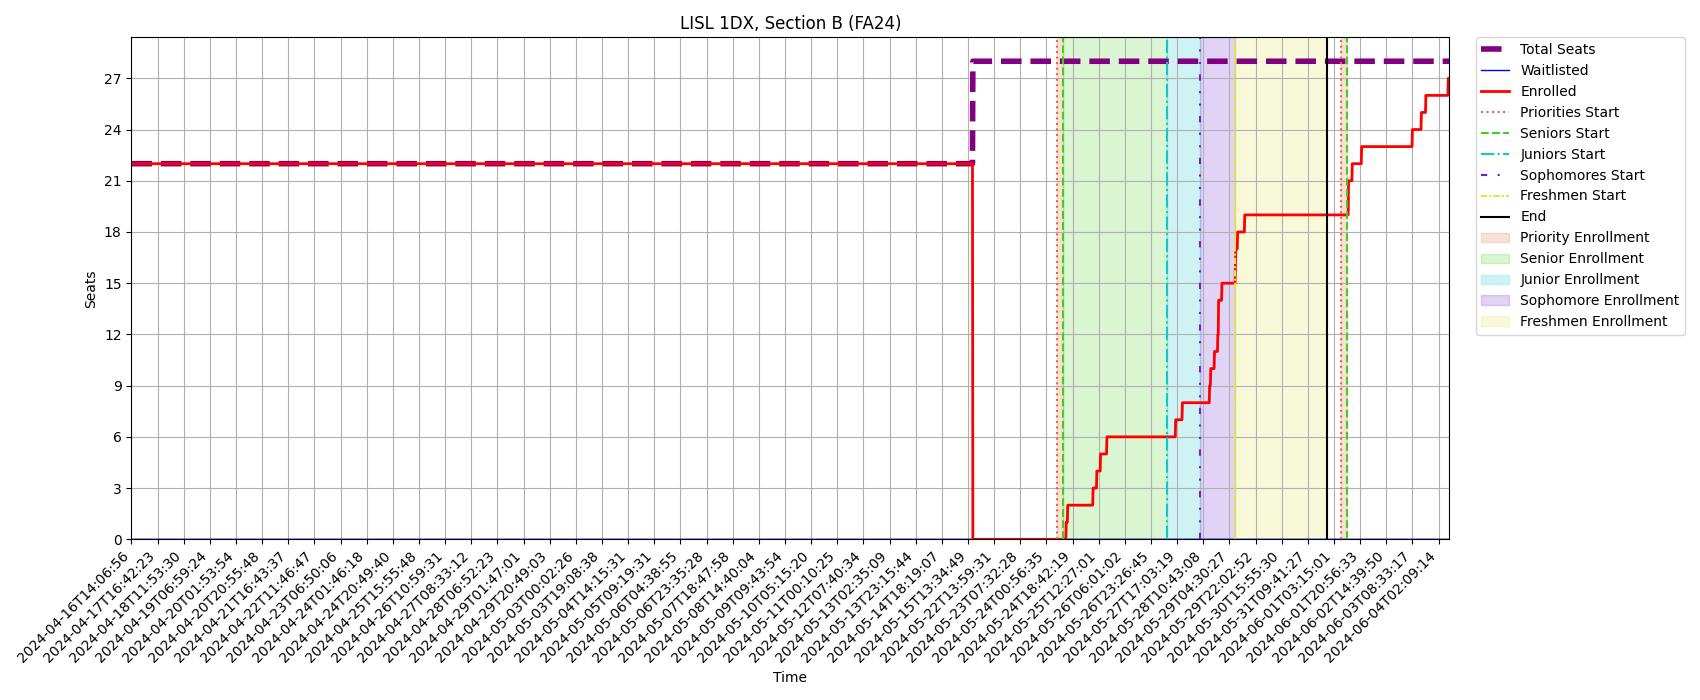 LISL 1DX, Section B (FA24)
Total Seats
Waitlisted
Enrolled
Priorities Start
Seniors Start
Juniors Start
Sophomores Start
Freshmen Start
End
Priority Enrollment
Senior Enrollment
Junior Enrollment
Sophomore Enrollment
Freshmen Enrollment
Seats
27
24
21
18
15
12
9
6
3
0
2024-04-16T14:06:56
2024-04-17T16:42:23
2024-04-18T11:53:30
2024-04-19T06:59:24
2024-04-20T01:53:54
2024-04-20T20:55:48
2024-04-21T16:43:37
2024-04-22T11:46:47
2024-04-23T06:50:06
2024-04-24T01:46:18
2024-04-24T20:49:40
2024-04-25T15:55:48
2024-04-26T10:59:31
2024-04-27T08:33:12
2024-04-28T06:52:23
2024-04-29T01:47:01
2024-04-29T20:49:03
2024-05-03T00:02:26
2024-05-03T19:08:38
2024-05-04T14:15:31
2024-05-05T09:19:31
2024-05-06T04:38:55
2024-05-06T23:35:28
2024-05-07T18:47:58
2024-05-08T14:40:04
2024-05-09T09:43:54
2024-05-10T05:15:20
2024-05-11T00:10:25
2024-05-12T07:40:34
2024-05-13T02:35:09
2024-05-13T23:15:44
2024-05-14T18:19:07
2024-05-15T13:34:49
2024-05-22T13:59:31
2024-05-23T07:32:28
2024-05-24T00:56:35
2024-05-24T18:42:19
2024-05-25T12:27:01
2024-05-26T06:01:02
2024-05-26T23:26:45
2024-05-27T17:03:19
2024-05-28T10:43:08
2024-05-29T04:30:27
2024-05-29T22:02:52
2024-05-30T15:55:30
2024-05-31T09:41:27
2024-06-01T03:15:01
2024-06-01T20:56:33
2024-06-02T14:39:50
2024-06-03T08:33:17
2024-06-04T02:09:14
Time